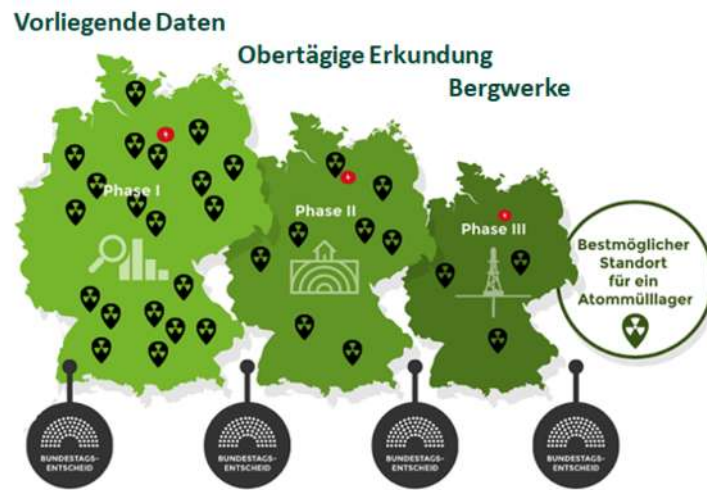 Vorliegende Daten
Obertägige Erkundung
Bergwerke
Phase I
Phase II
Phase III
Bestmöglicher
Standort
für ein
Atommülllager
BUNDESTAGS-
ENTSCHEID
BUNDESTAGS-
ENTSCHEID
BUNDESTAGS-
ENTSCHEID
BUNDESTAGS-
ENTSCHEID